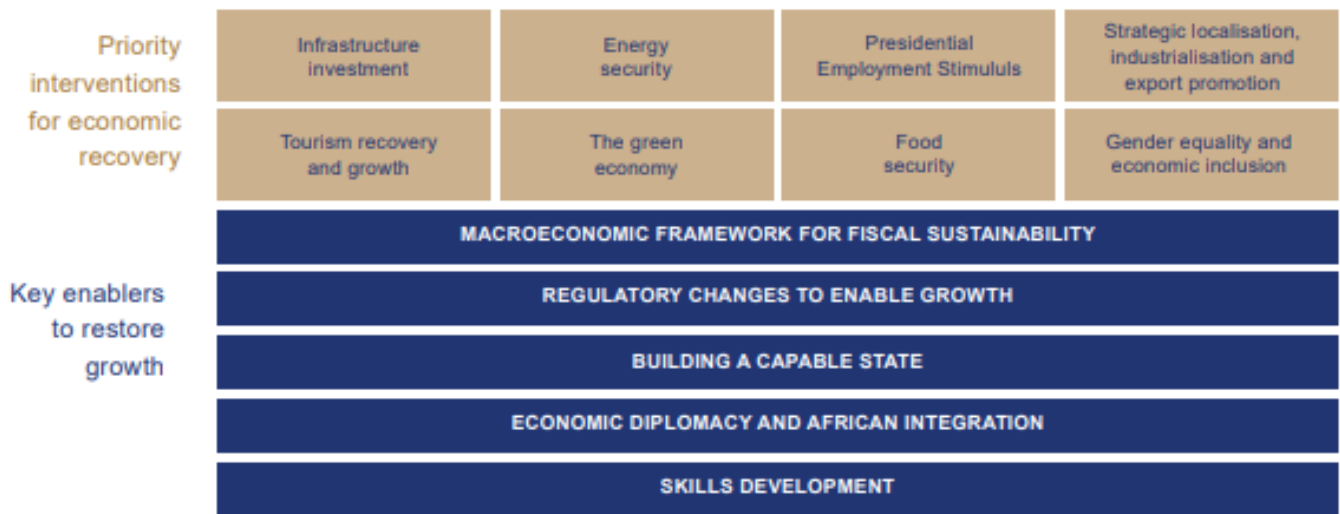 Priority
interventions
for economic
recovery
Infrastructure
investment
Energy
security
Presidential
Employment Stimululs
Strategic localisation,
industrialisation and
export promotion
Tourism recovery
and growth
The green
economy
Food
security
Gender equality and
economic inclusion
Key enablers
to restore
growth
MACROECONOMIC FRAMEWORK FOR FISCAL SUSTAINABILITY
REGULATORY CHANGES TO ENABLE GROWTH
BUILDING A CAPABLE STATE
ECONOMIC DIPLOMACY AND AFRICAN INTEGRATION
SKILLS DEVELOPMENT